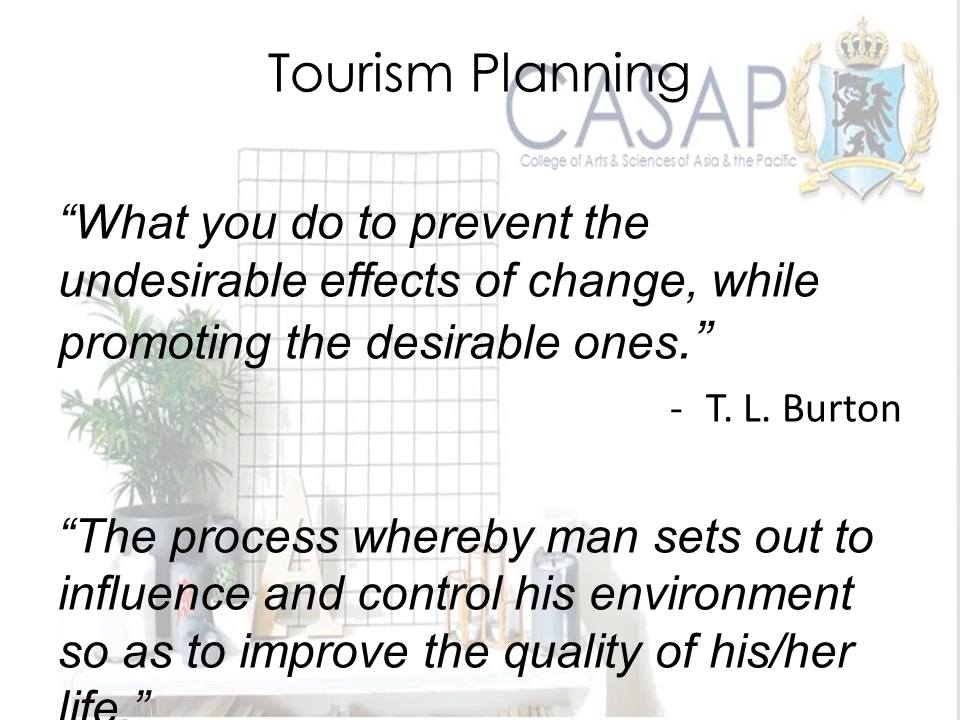 Tourism Planning
CASAP
College of Arts & Sciences of Asia & the Pacific
“What you do to prevent the
undesirable effects of change, while
promoting the desirable ones.”
- T. L. Burton
“The process whereby man sets out to
influence and control his environment
so as to improve the quality of his/her
life.”